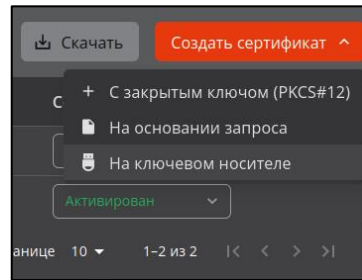 Скачать
Создать сертификат
С
+ С закрытым ключом (PKCS#12)
На основании запроса
На ключевом носителе
Активирован
анице 10 1–2 из 2